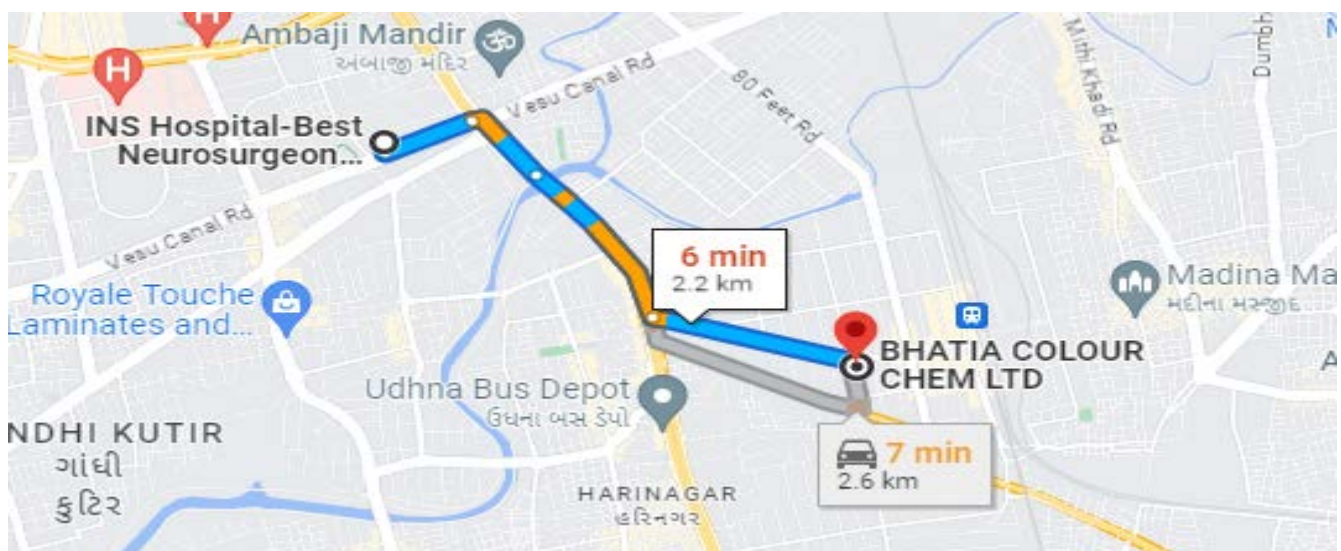 Ambaji Mandir
અંબાજી મંદિર
Vesu Canal Rd
80 Feet Rd
Mithi Khadi Rd
INS Hospital-Best
Neurosurgeon...
Vesu Canal Rd
6 min
2.2 km
Royale Touche
Laminates and...
Madina Ma
મદીના મસ્જીદ
BHATIA COLOUR
CHEM LTD
Udhna Bus Depot
ઉધના બસ ડેપો
NDHI KUTIR
ગાંધી
કુટિર
7 min
2.6 km
HARINAGAR
હરિનગર
H
H